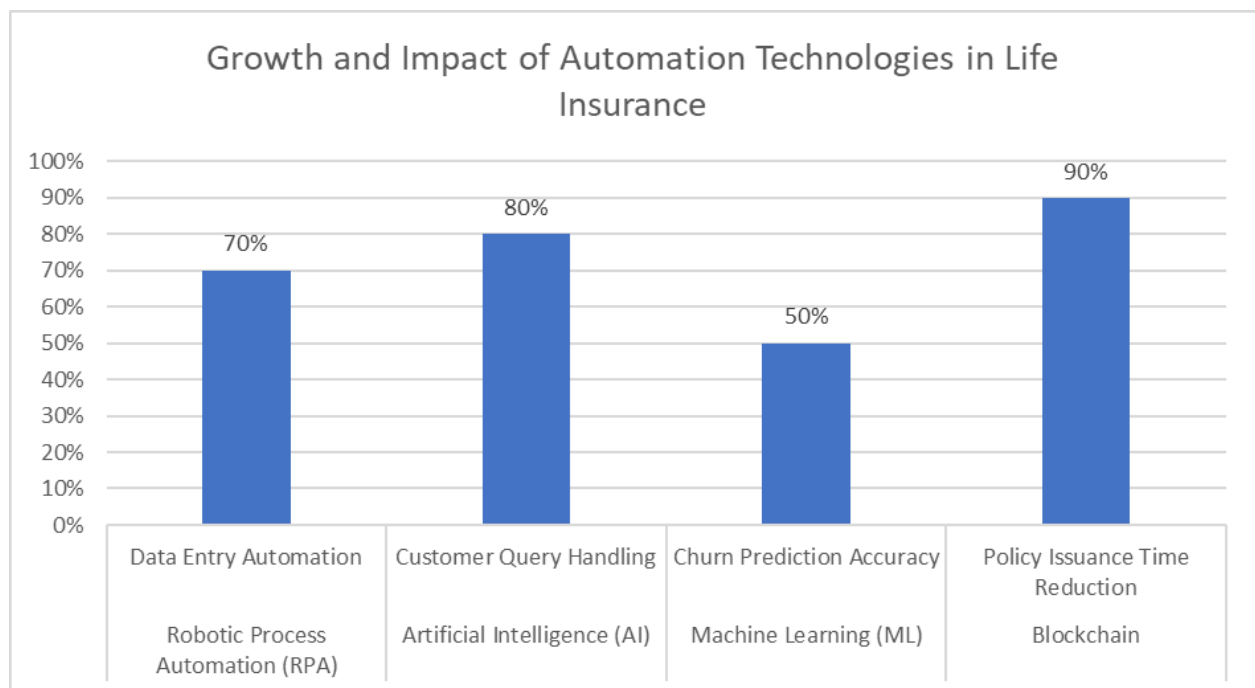 Growth and Impact of Automation Technologies in Life
Insurance
100%
90%
80%
70%
60%
50%
40%
30%
20%
10%
0%
70%
80%
50%
90%
Data Entry Automation
Customer Query Handling
Churn Prediction Accuracy
Policy Issuance Time
Reduction
Robotic Process
Automation (RPA)
Artificial Intelligence (AI)
Machine Learning (ML)
Blockchain